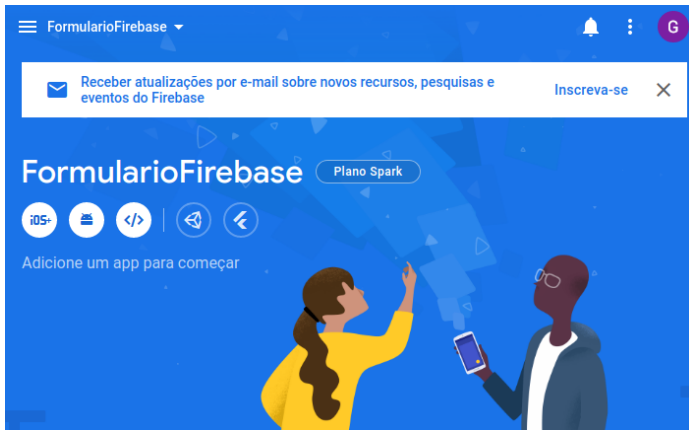 FormularioFirebase
G
Receber atualizações por e-mail sobre novos recursos, pesquisas e
eventos do Firebase
Inscreva-se
FormularioFirebase
Plano Spark
iOS+
Adicione um app para começar